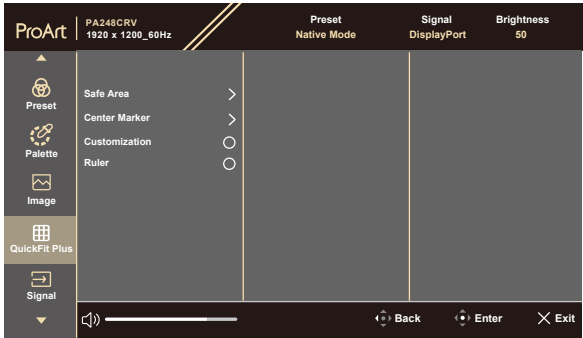 ProArt
PA248CRV
1920 x 1200_60Hz
Preset
Native Mode
Signal
DisplayPort
Brightness
50
Preset
Palette
Image
QuickFit Plus
Signal
Safe Area
Center Marker
Customization
Ruler
Back
Enter
Exit